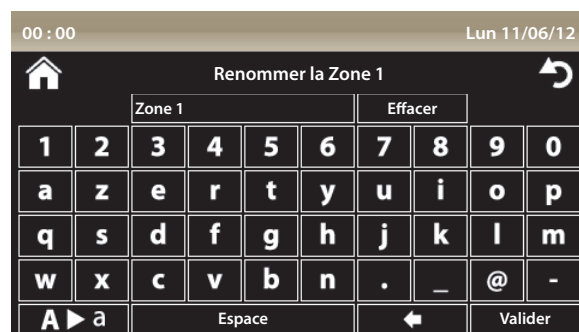 00 : 00 Lun 11/06/12
Renommer la Zone 1
Zone 1 Effacer
1 2 3 4 5 6 7 8 9 0
a z e r t y u i o p
q s d f g h j k l m
w x c v b n . _ @ -
A ▶ a Espace ← Valider